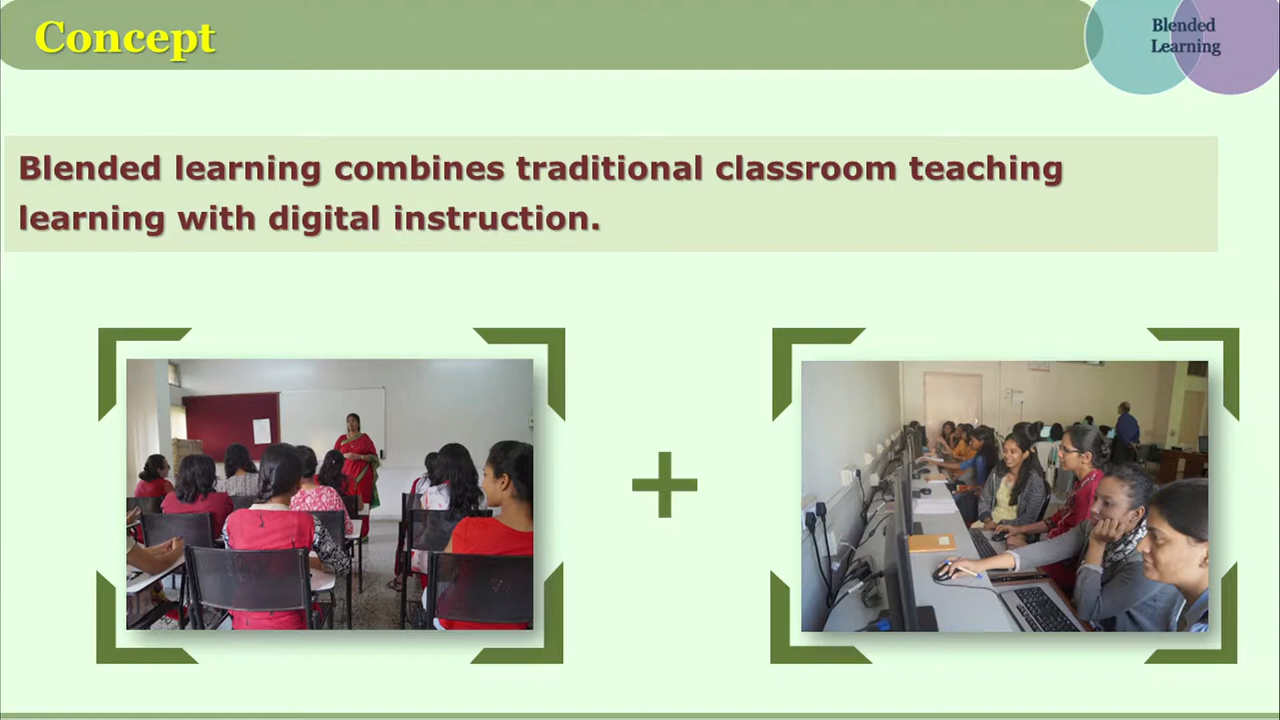 Concept
Blended
Learning
Blended learning combines traditional classroom teaching
learning with digital instruction.